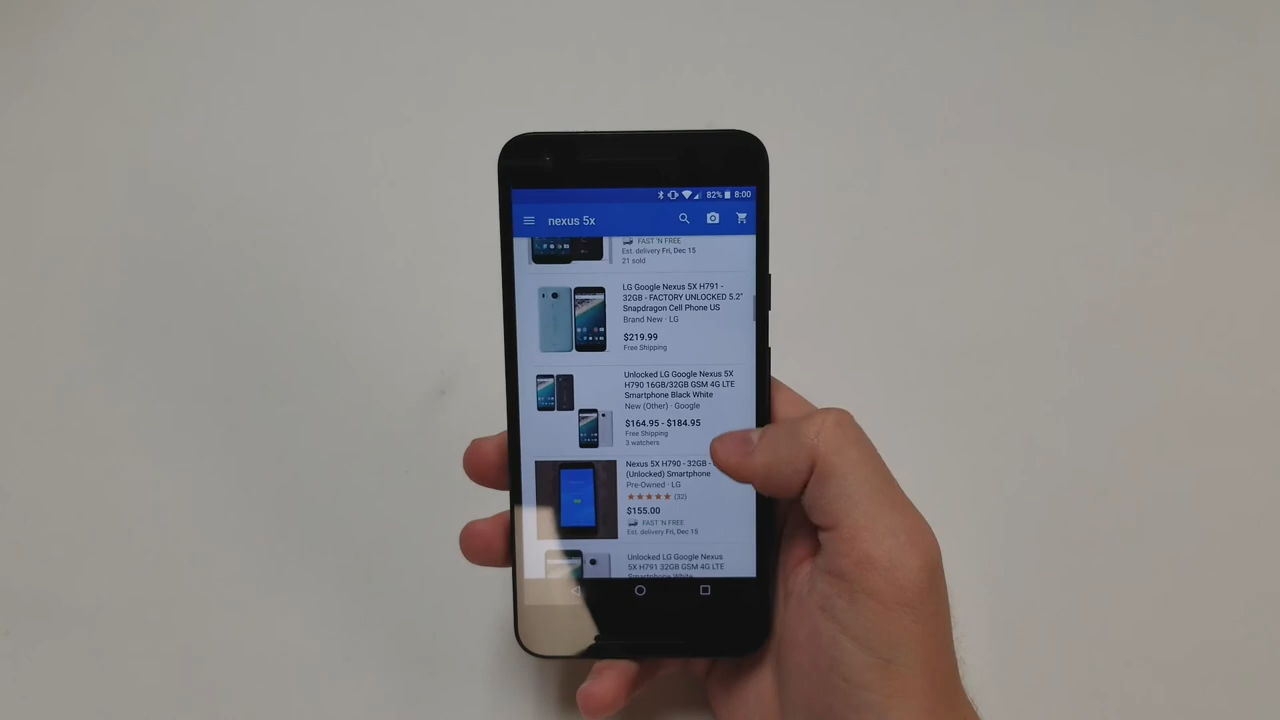 82% 8:00
nexus 5x
FAST 'N FREE
Est. delivery Fri, Dec 15
21 sold
LG Google Nexus 5X H791 -
32GB - FACTORY UNLOCKED 5.2"
Snapdragon Cell Phone US
Brand New · LG
$219.99
Free Shipping
Unlocked LG Google Nexus 5X
H790 16GB/32GB GSM 4G LTE
Smartphone Black White
New (Other) · Google
$164.95 - $184.95
Free Shipping
3 watchers
Nexus 5X H790 - 32GB -
(Unlocked) Smartphone
Pre-Owned · LG
(32)
$155.00
FAST 'N FREE
Est. delivery Fri, Dec 15
Unlocked LG Google Nexus
5X H791 32GB GSM 4G LTE
Smartphone White